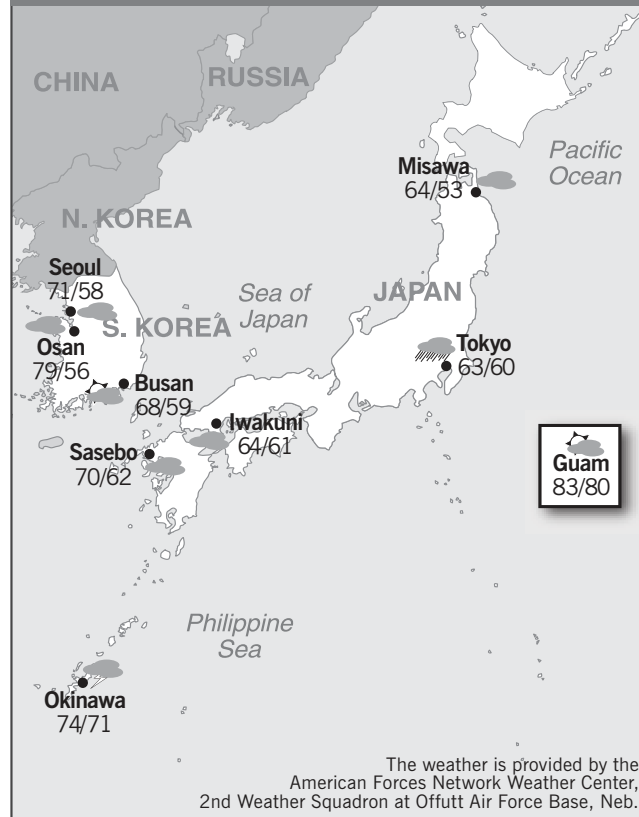 CHINA
RUSSIA
Pacific
Ocean
Misawa
64/53
N. KOREA
Seoul
71/58
Sea of
Japan
JAPAN
S. KOREA
Osan
79/56
Tokyo
63/60
Busan
68/59
Iwakuni
64/61
Sasebo
70/62
Guam
83/80
Philippine
Sea
Okinawa
74/71
The weather is provided by the
American Forces Network Weather Center,
2nd Weather Squadron at Offutt Air Force Base, Neb.